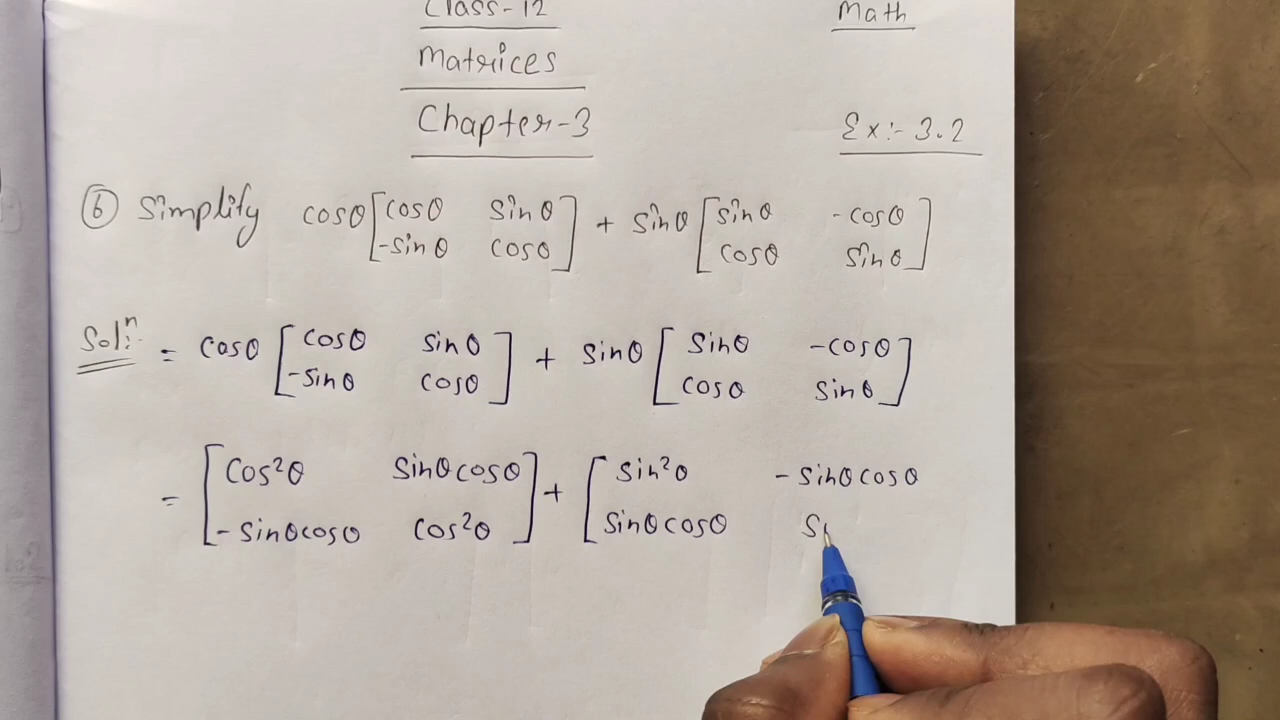 Class-12 Math
Matrices
Chapter-3 Ex:- 3.2
⑥ Simplify cosθ [cosθ sinθ] + sinθ [sinθ -cosθ]
[-sinθ cosθ] [cosθ sinθ]
Solⁿ:- = cosθ [cosθ sinθ] + sinθ [sinθ -cosθ]
[-sinθ cosθ] [cosθ sinθ]
= [cos²θ sinθcosθ] + [sin²θ -sinθcosθ
[-sinθcosθ cos²θ] [sinθcosθ si